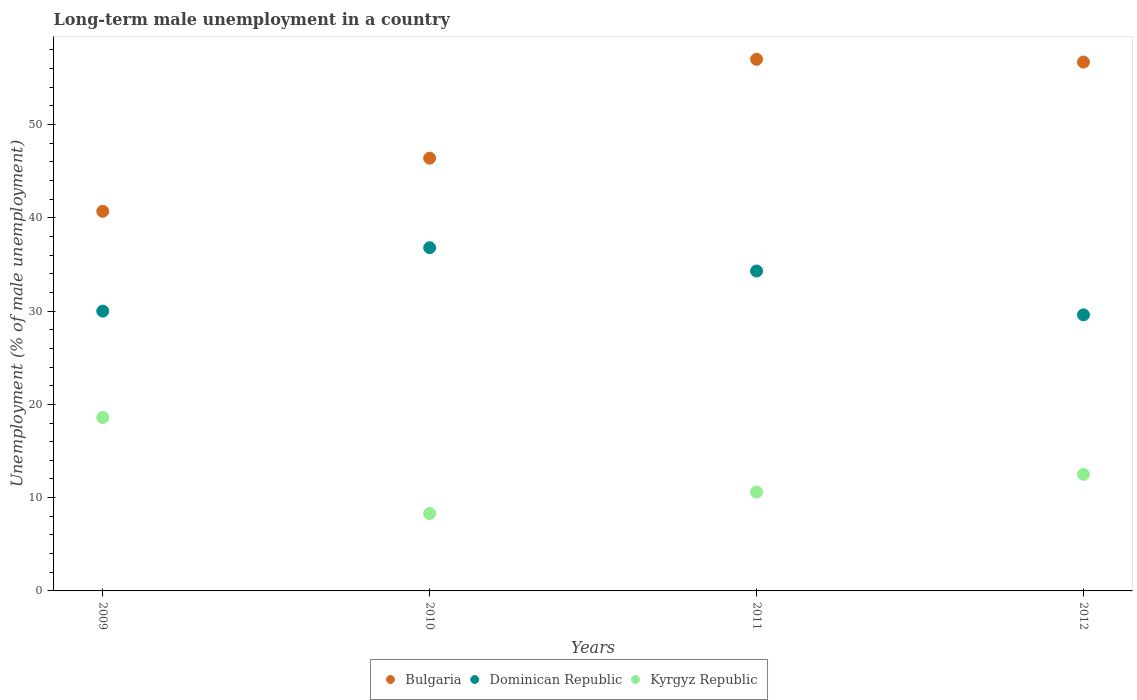 Long-term male unemployment in a country
Unemployment (% of male unemployment)
50
40
30
20
10
0
2009
2010
2011
2012
Years
Bulgaria
Dominican Republic
Kyrgyz Republic